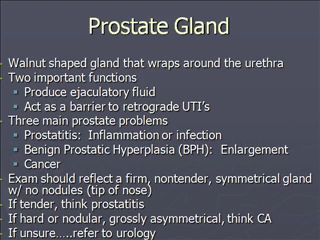 Prostate Gland
Walnut shaped gland that wraps around the urethra
Two important functions
Produce ejaculatory fluid
Act as a barrier to retrograde UTI's
Three main prostate problems
Prostatitis: Inflammation or infection
Benign Prostatic Hyperplasia (BPH): Enlargement
Cancer
Exam should reflect a firm, nontender, symmetrical gland
w/ no nodules (tip of nose)
If tender, think prostatitis
If hard or nodular, grossly asymmetrical, think CA
If unsure…..refer to urology